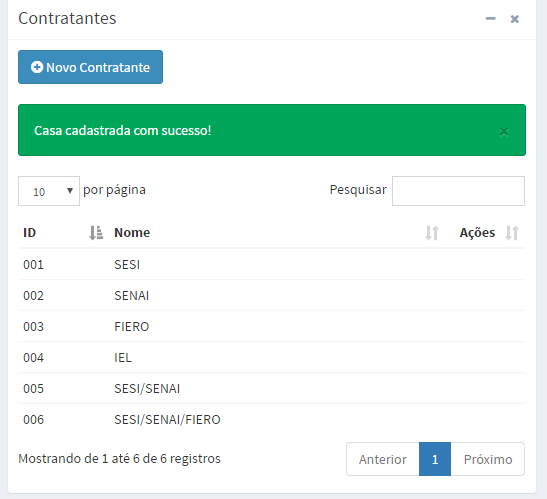 Contratantes
Novo Contratante
Casa cadastrada com sucesso!
10 por página Pesquisar
ID Nome Ações
001 SESI
002 SENAI
003 FIERO
004 IEL
005 SESI/SENAI
006 SESI/SENAI/FIERO
Mostrando de 1 até 6 de 6 registros Anterior 1 Próximo